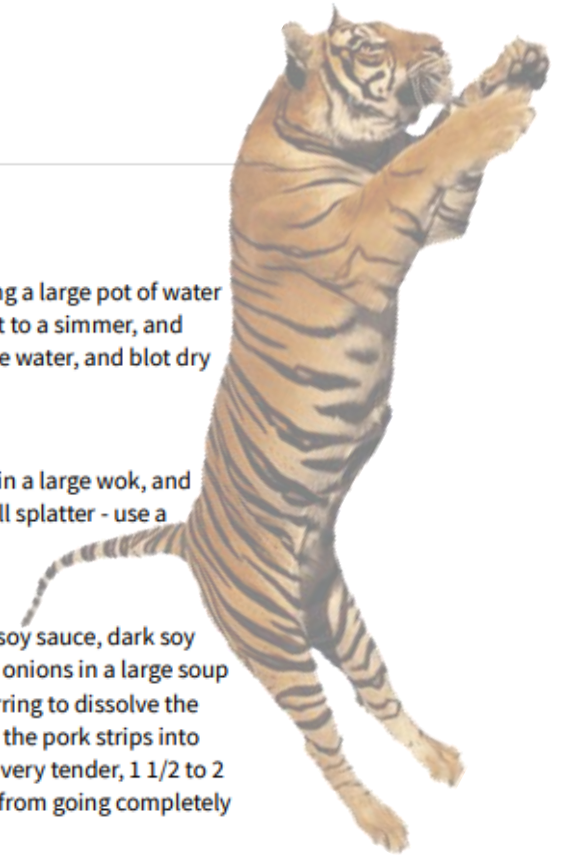 ng a large pot of water
t to a simmer, and
e water, and blot dry
in a large wok, and
ll splatter - use a
soy sauce, dark soy
onions in a large soup
rring to dissolve the
the pork strips into
very tender, 1 1/2 to 2
from going completely